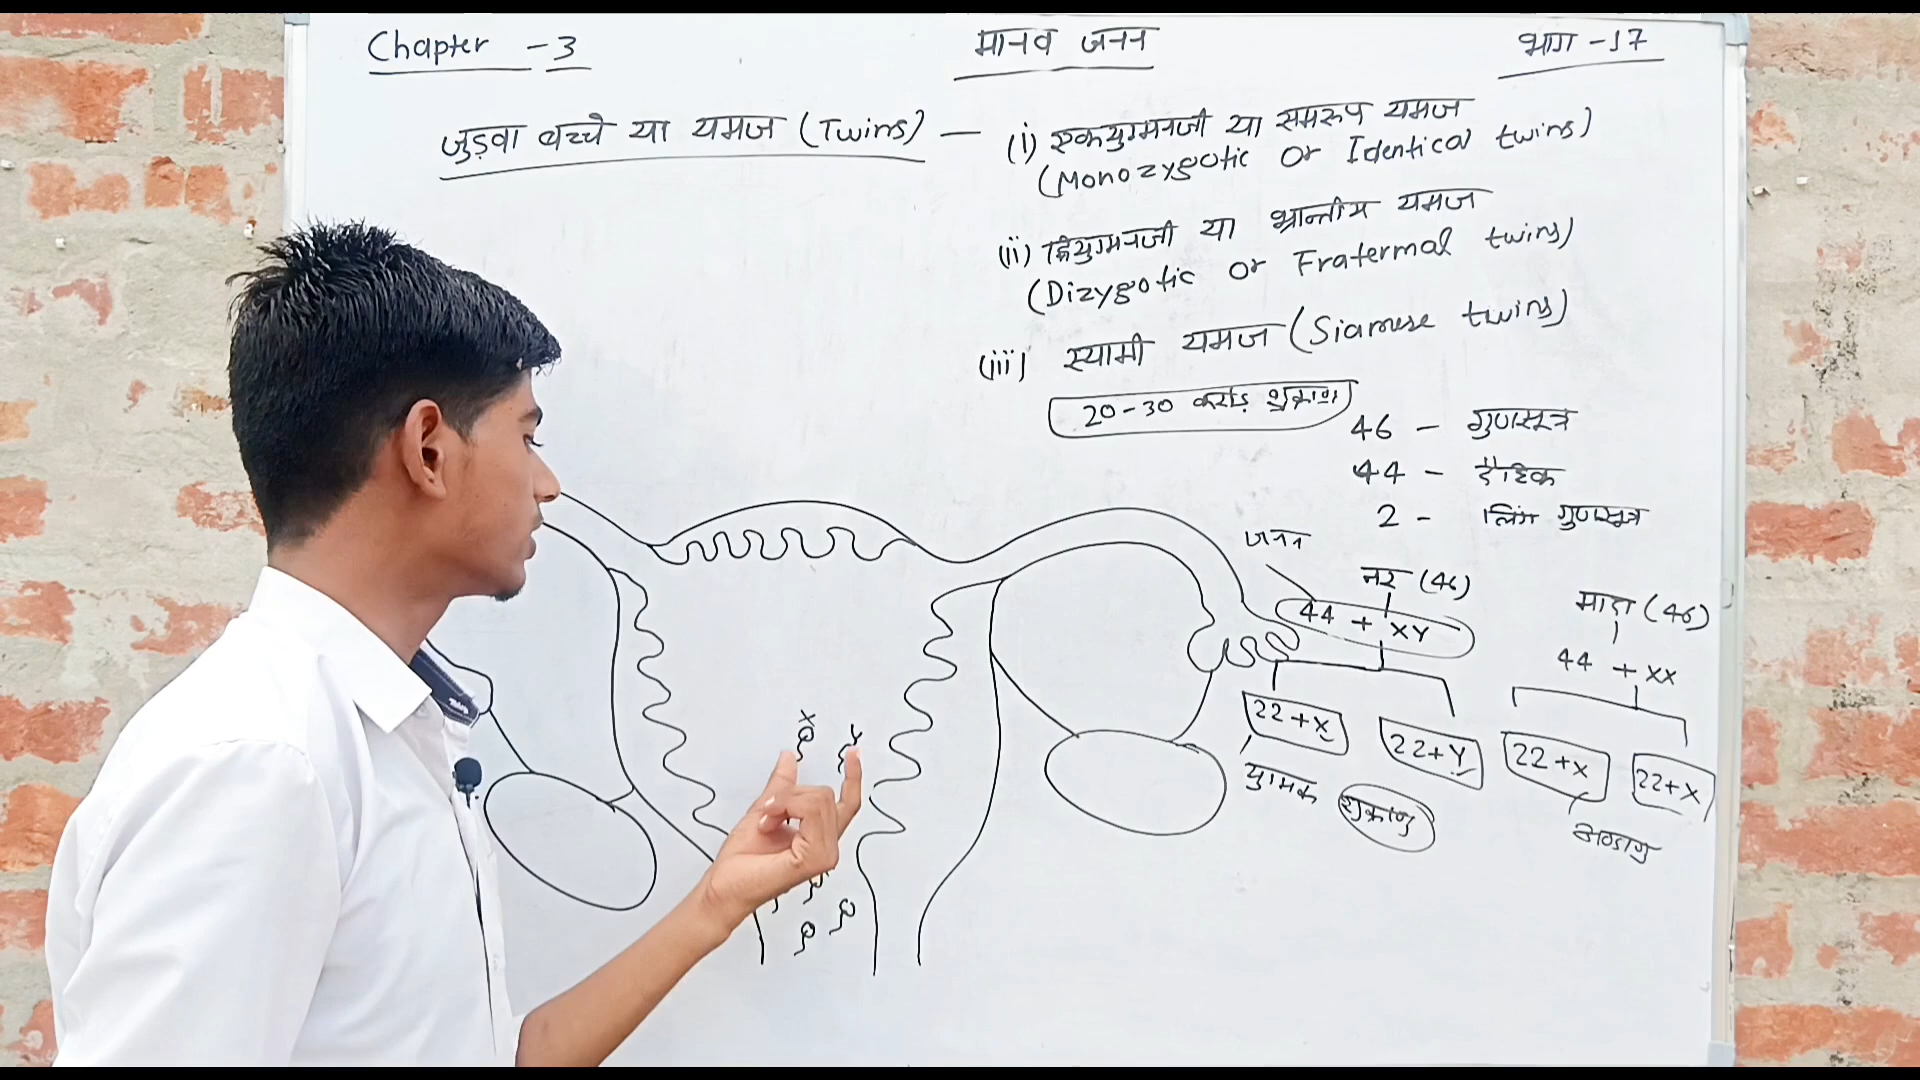 Chapter - 3
मानव जनन
भाग - 17
जुड़वा बच्चे या यमज (Twins) —
(i) एकयुग्मनजी या समरूप यमज
(Monozygotic or Identical twins)
(ii) द्वियुग्मनजी या भ्रान्तीय यमज
(Dizygotic or Fratermal twins)
(iii) स्यामी यमज (Siamese twins)
20-30 करोड़ शुक्राणु
46 - गुणसूत्र
44 - दैहिक
2 - लिंग गुणसूत्र
जनन
नर (46)
44 + XY
22 + X
22 + Y
युग्मक
शुक्राणु
मादा (46)
44 + XX
22 + X
22 + X
अण्डाणु
X
Y